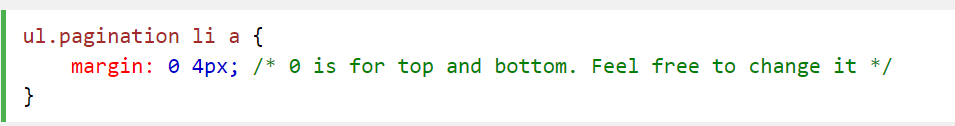 ul.pagination li a {
    margin: 0 4px; /* 0 is for top and bottom. Feel free to change it */
}